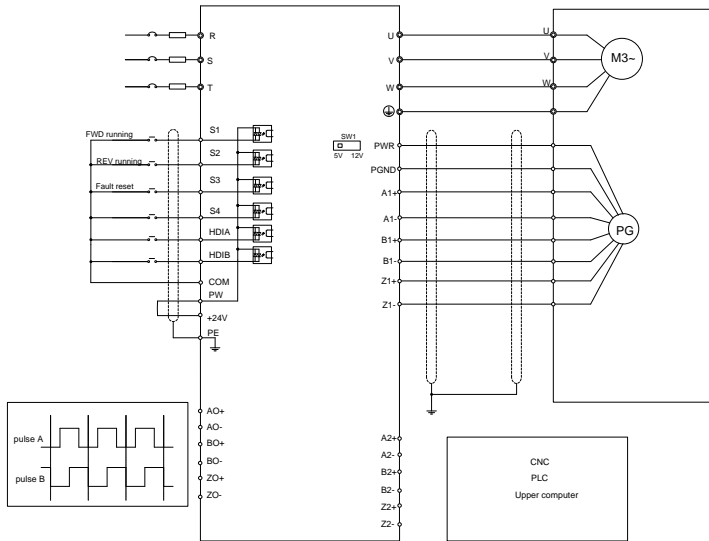 R
S
T
U
V
W
U
V
W
M3~
FWD running
REV running
Fault reset
S1
S2
S3
S4
HDIA
HDIB
COM
PW
+24V
PE
SW1
5V 12V
PWR
PGND
A1+
A1-
B1+
B1-
Z1+
Z1-
PG
pulse A
pulse B
AO+
AO-
BO+
BO-
ZO+
ZO-
A2+
A2-
B2+
B2-
Z2+
Z2-
CNC
PLC
Upper computer